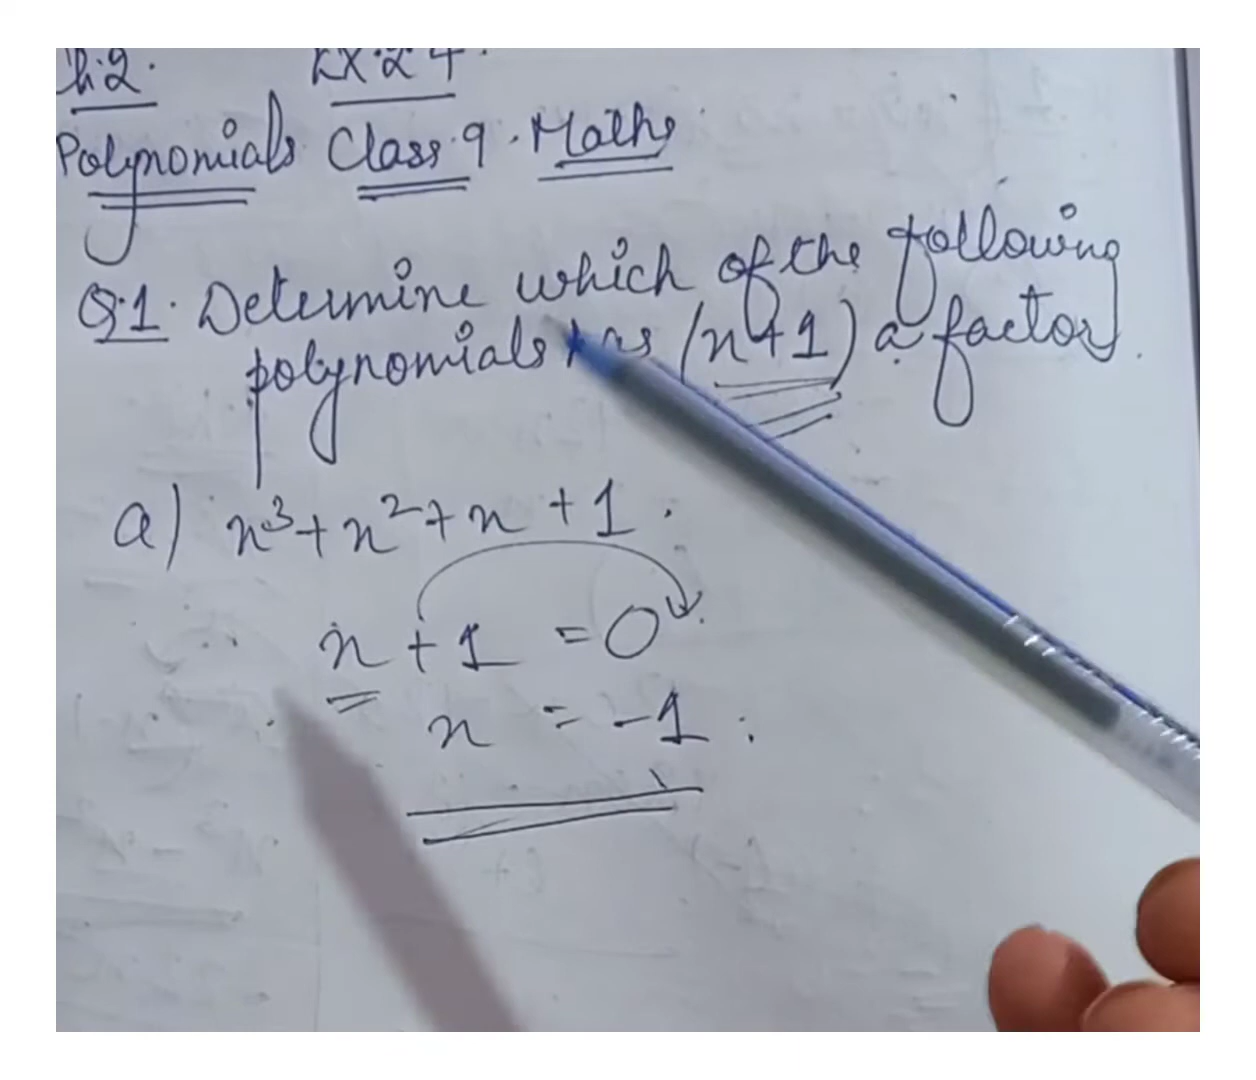 Ch:2. Ex.2.4.
Polynomials Class.9. Maths
Q.1. Determine which of the following
polynomials has (x+1) a factor.
a) x³+x²+x+1.
x+1=0
x=-1